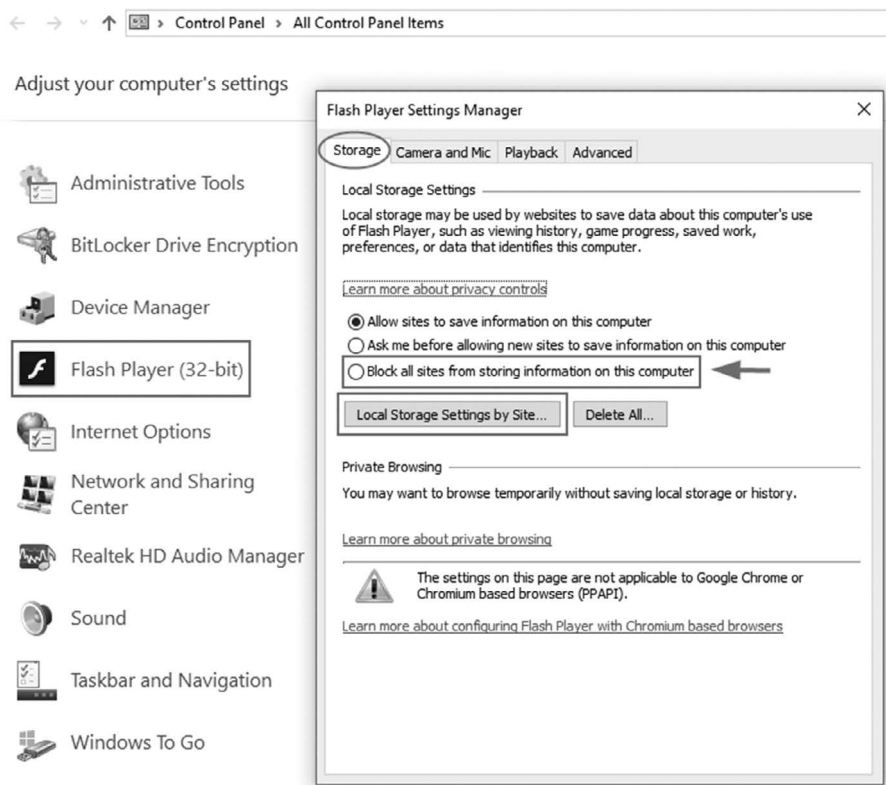 Control Panel > All Control Panel Items
Adjust your computer's settings
Administrative Tools
BitLocker Drive Encryption
Device Manager
Flash Player (32-bit)
Internet Options
Network and Sharing
Center
Realtek HD Audio Manager
Sound
Taskbar and Navigation
Windows To Go
Flash Player Settings Manager
Storage Camera and Mic Playback Advanced
Local Storage Settings
Local storage may be used by websites to save data about this computer's use
of Flash Player, such as viewing history, game progress, saved work,
preferences, or data that identifies this computer.
Learn more about privacy controls
Allow sites to save information on this computer
Ask me before allowing new sites to save information on this computer
Block all sites from storing information on this computer
Local Storage Settings by Site... Delete All...
Private Browsing
You may want to browse temporarily without saving local storage or history.
Learn more about private browsing
The settings on this page are not applicable to Google Chrome or
Chromium based browsers (PPAPI).
Learn more about configuring Flash Player with Chromium based browsers